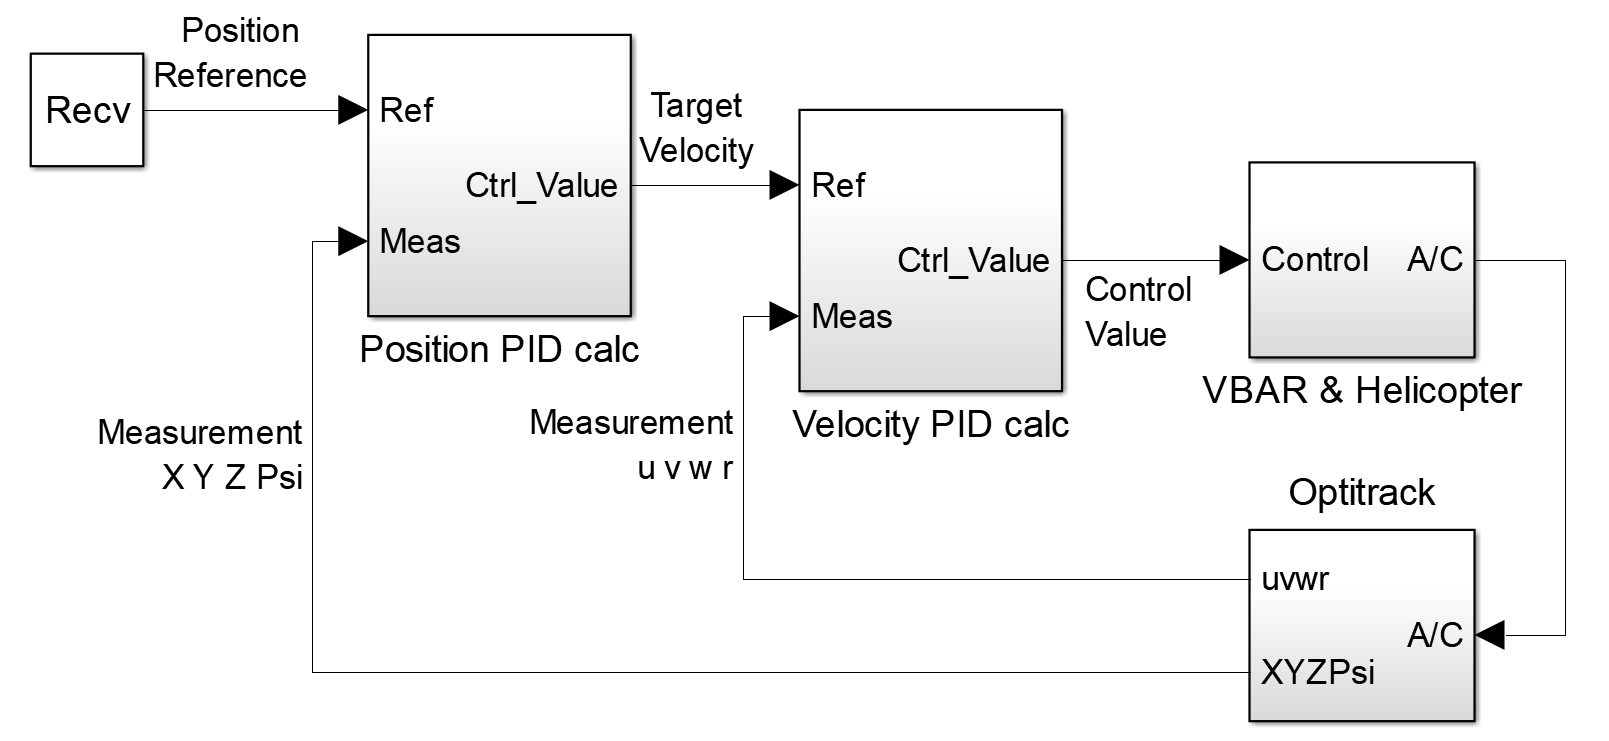 Position
Reference
Recv
Ref
Ctrl_Value
Meas
Position PID calc
Target
Velocity
Ref
Ctrl_Value
Meas
Velocity PID calc
Control
Value
Control A/C
VBAR & Helicopter
Measurement
X Y Z Psi
Measurement
u v w r
Optitrack
uvwr
A/C
XYZPsi